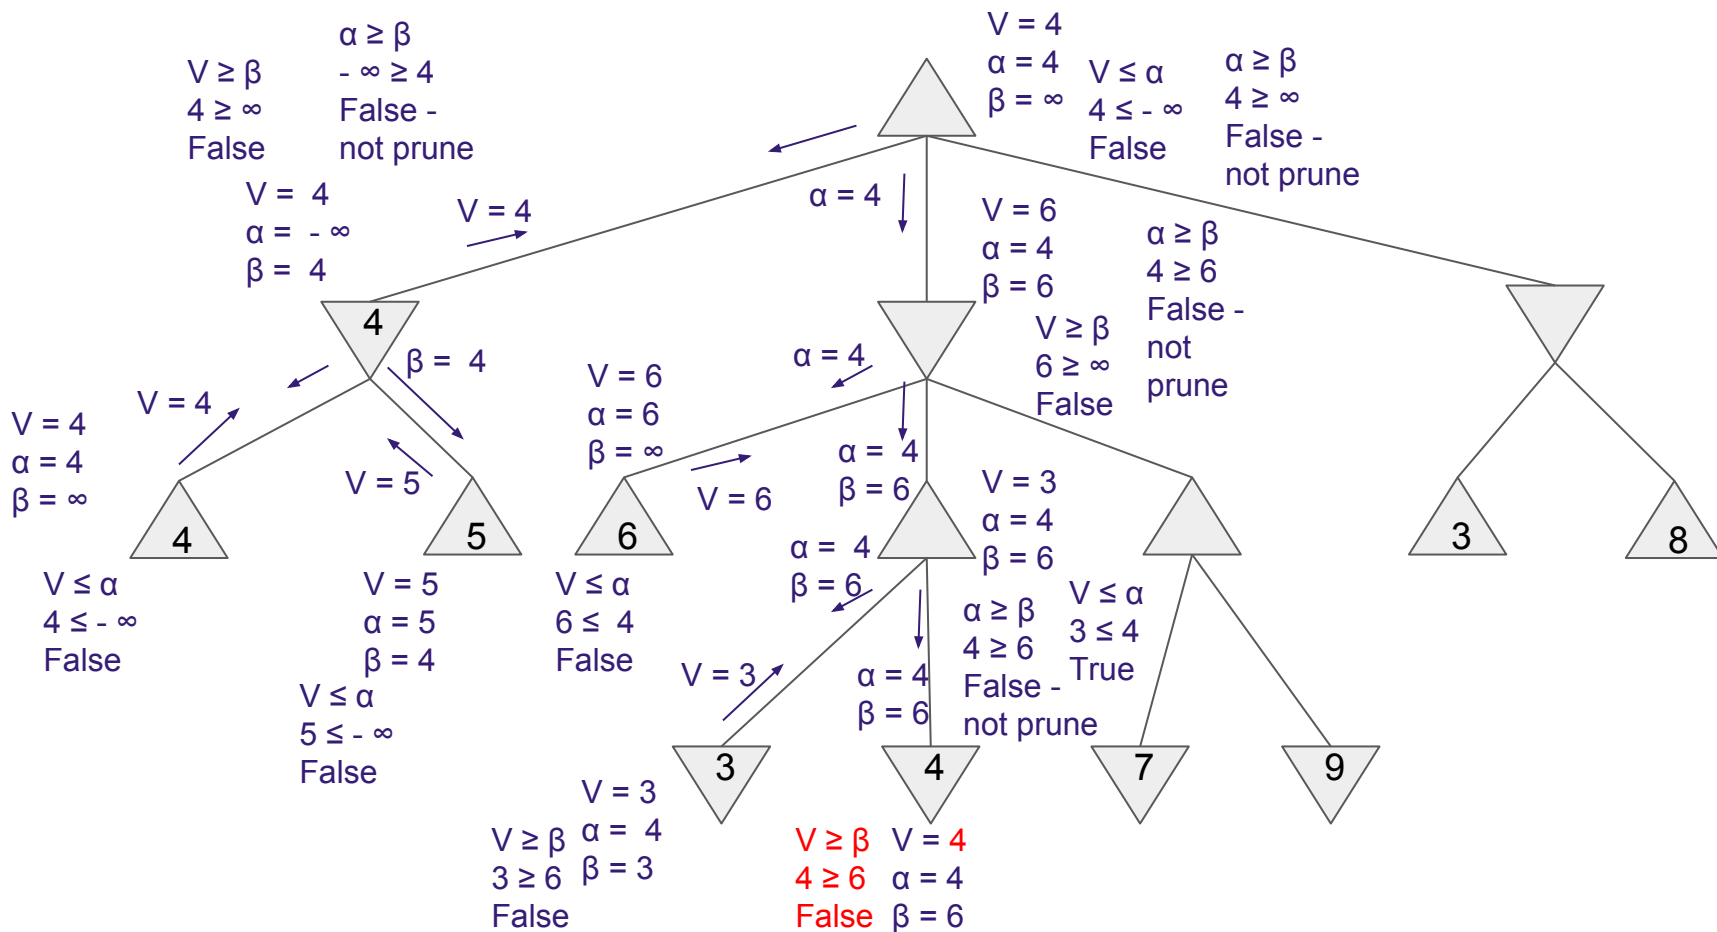 V = 4
α = 4
β = ∞
V ≤ α
4 ≤ - ∞
False
α ≥ β
4 ≥ ∞
False -
not prune
V ≥ β
4 ≥ ∞
False
α ≥ β
- ∞ ≥ 4
False -
not prune
V = 4
α = - ∞
β = 4
V = 4
α = 4
V = 6
α = 4
β = 6
α ≥ β
4 ≥ 6
False -
not
prune
V ≥ β
6 ≥ ∞
False
4
β = 4
V = 4
V = 4
α = 4
β = ∞
V = 5
V = 6
α = 6
β = ∞
α = 4
V = 6
α = 4
β = 6
V = 3
α = 4
β = 6
4
5
6
3
8
V ≤ α
4 ≤ - ∞
False
V = 5
α = 5
β = 4
V ≤ α
5 ≤ - ∞
False
V ≤ α
6 ≤ 4
False
α = 4
β = 6
V = 3
α = 4
β = 6
α ≥ β
4 ≥ 6
False -
not prune
V ≤ α
3 ≤ 4
True
3
4
7
9
V = 3
α = 4
β = 3
V ≥ β
3 ≥ 6
False
V ≥ β
4 ≥ 6
False
V = 4
α = 4
β = 6